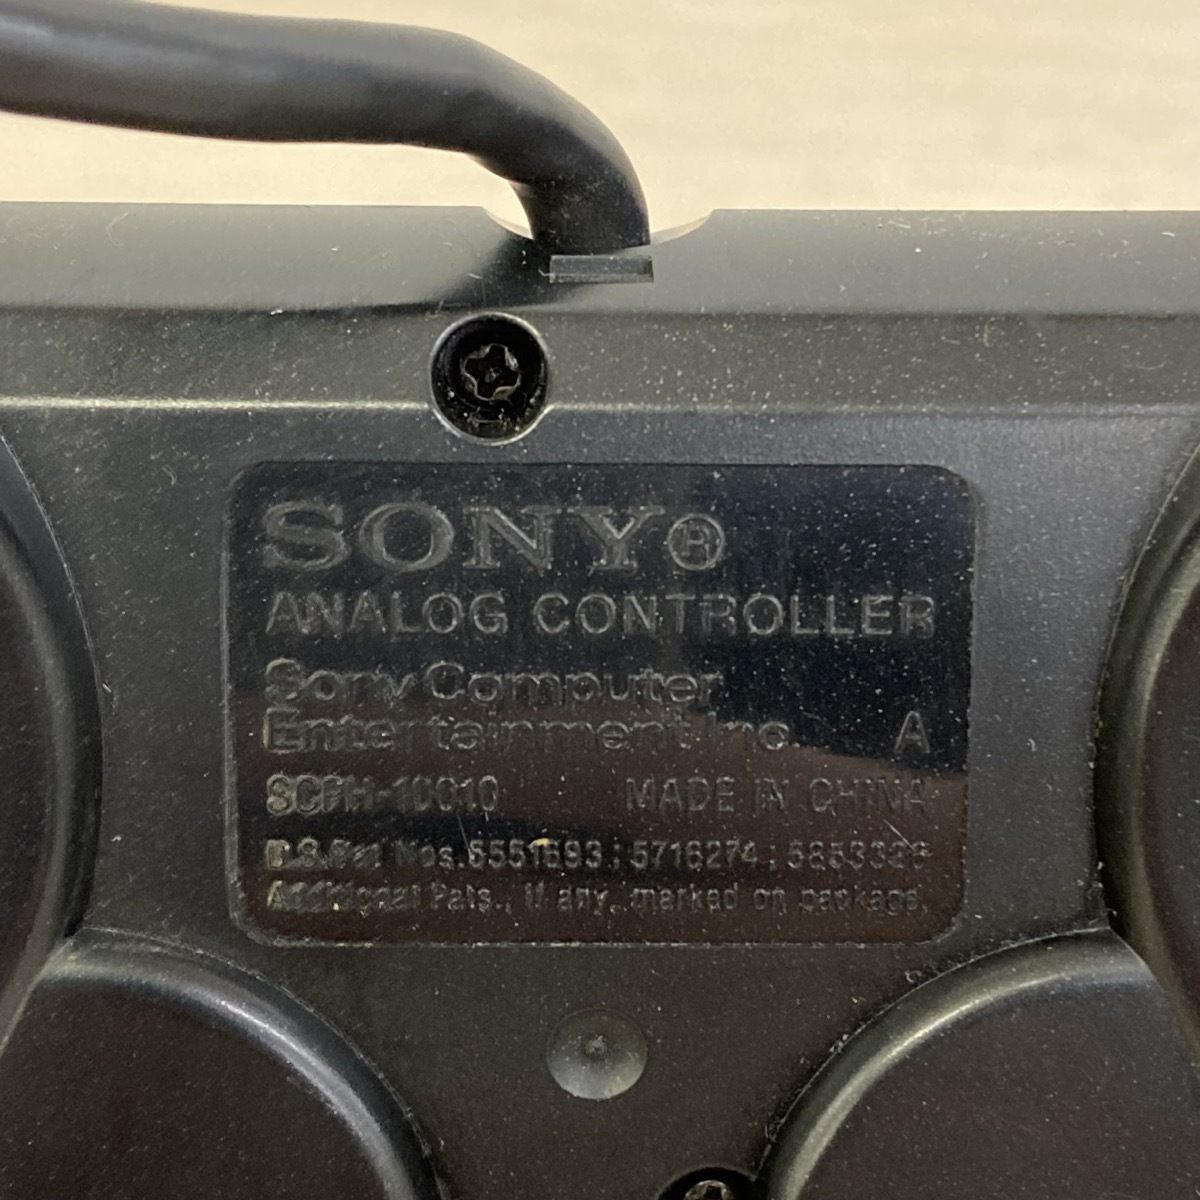 SONY®
ANALOG CONTROLLER
Sony Computer
Entertainment Inc. A
SCPH-10010 MADE IN CHINA
U.S.Pat Nos.5551693; 5716274; 5853326
Additional Pats., if any, marked on package.